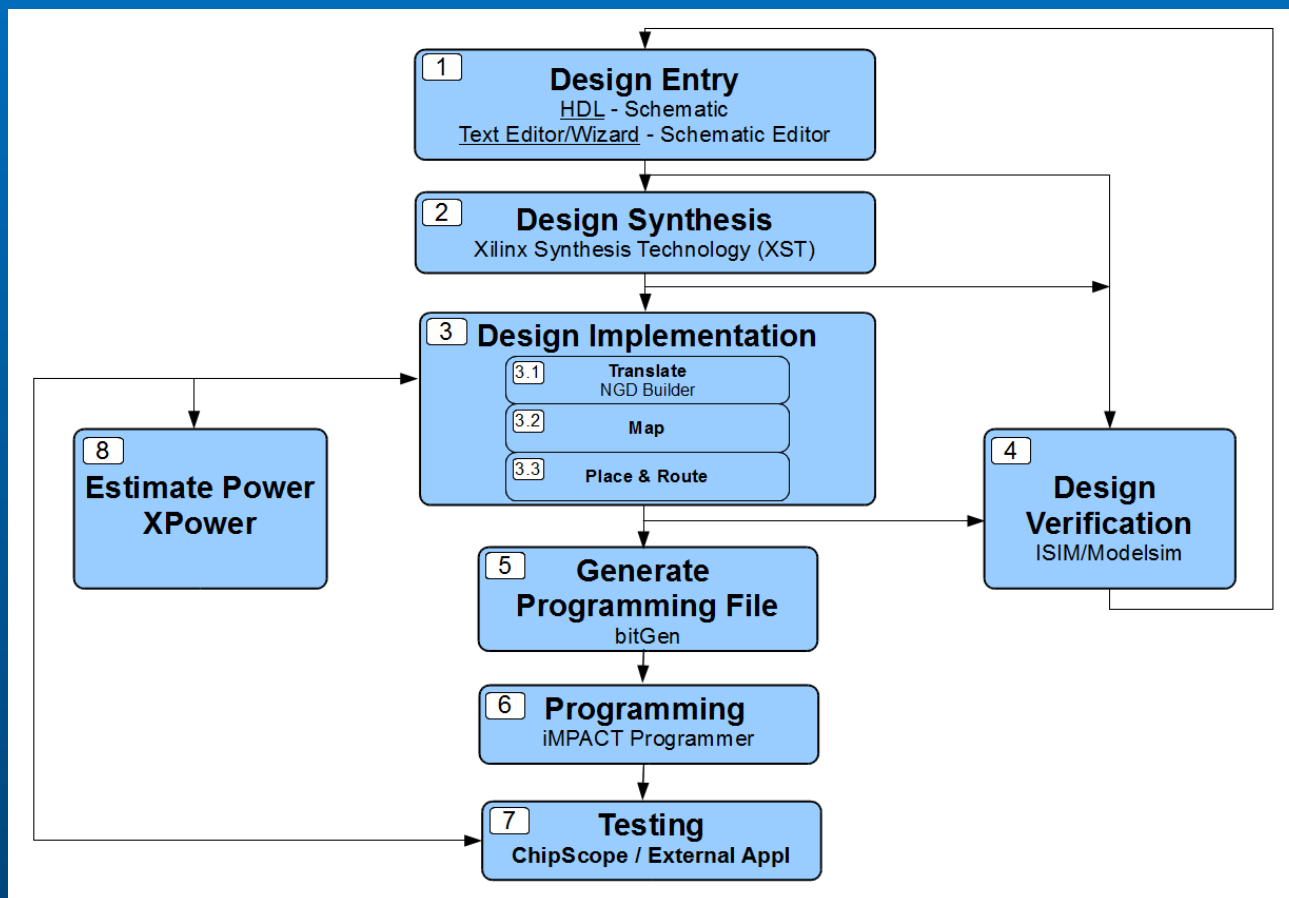 1
Design Entry
HDL - Schematic
Text Editor/Wizard - Schematic Editor
2
Design Synthesis
Xilinx Synthesis Technology (XST)
3
Design Implementation
3.1
Translate
NGD Builder
3.2
Map
3.3
Place & Route
8
Estimate Power
XPower
4
Design
Verification
ISIM/Modelsim
5
Generate
Programming File
bitGen
6
Programming
iMPACT Programmer
7
Testing
ChipScope / External Appl